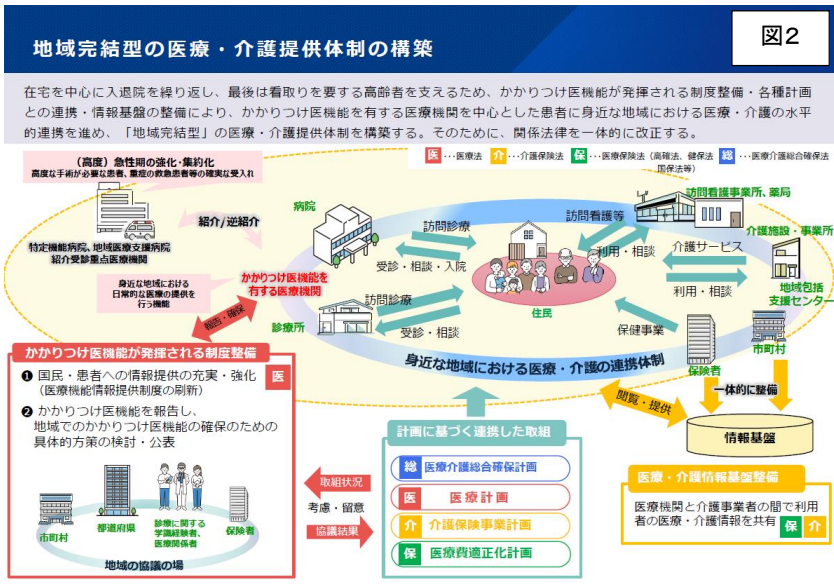 図2
地域完結型の医療・介護提供体制の構築
在宅を中心に入退院を繰り返し、最後は看取りを要する高齢者を支えるため、かかりつけ医機能が発揮される制度整備・各種計画
との連携・情報基盤の整備により、かかりつけ医機能を有する医療機関を中心とした患者に身近な地域における医療・介護の水平
的連携を進め、「地域完結型」の医療・介護提供体制を構築する。そのために、関係法律を一体的に改正する。
(高度)急性期の強化・集約化
高度な手術が必要な患者、重症の救急患者等の確実な受入れ
医 ･･･医療法 介 ･･･介護保険法 保 ･･･医療保険法(高確法、健保法 総 ･･･医療介護総合確保法
国保法等)
特定機能病院、地域医療支援病院
紹介受診重点医療機関
紹介/逆紹介
病院
訪問診療
受診・相談・入院
訪問看護等
利用・相談
訪問看護事業所、薬局
介護施設・事業所
介護サービス
利用・相談
地域包括
支援センター
身近な地域における
日常的な医療の提供を
行う機能
かかりつけ医機能を
有する医療機関
報告・確保
診療所
訪問診療
受診・相談
住民
保健事業
保険者
市町村
身近な地域における医療・介護の連携体制
一体的に整備
閲覧・提供
情報基盤
かかりつけ医機能が発揮される制度整備
❶ 国民・患者への情報提供の充実・強化 医
(医療機能情報提供制度の刷新)
❷ かかりつけ医機能を報告し、
地域でのかかりつけ医機能の確保のための
具体的方策の検討・公表
市町村
都道府県
診療に関する
学識経験者、
医療関係者
保険者
地域の協議の場
取組状況
考慮・留意
協議結果
計画に基づく連携した取組
総 医療介護総合確保計画
医 医療計画
介 介護保険事業計画
保 医療費適正化計画
医療・介護情報基盤整備
医療機関と介護事業者の間で利用
者の医療・介護情報を共有 保 介